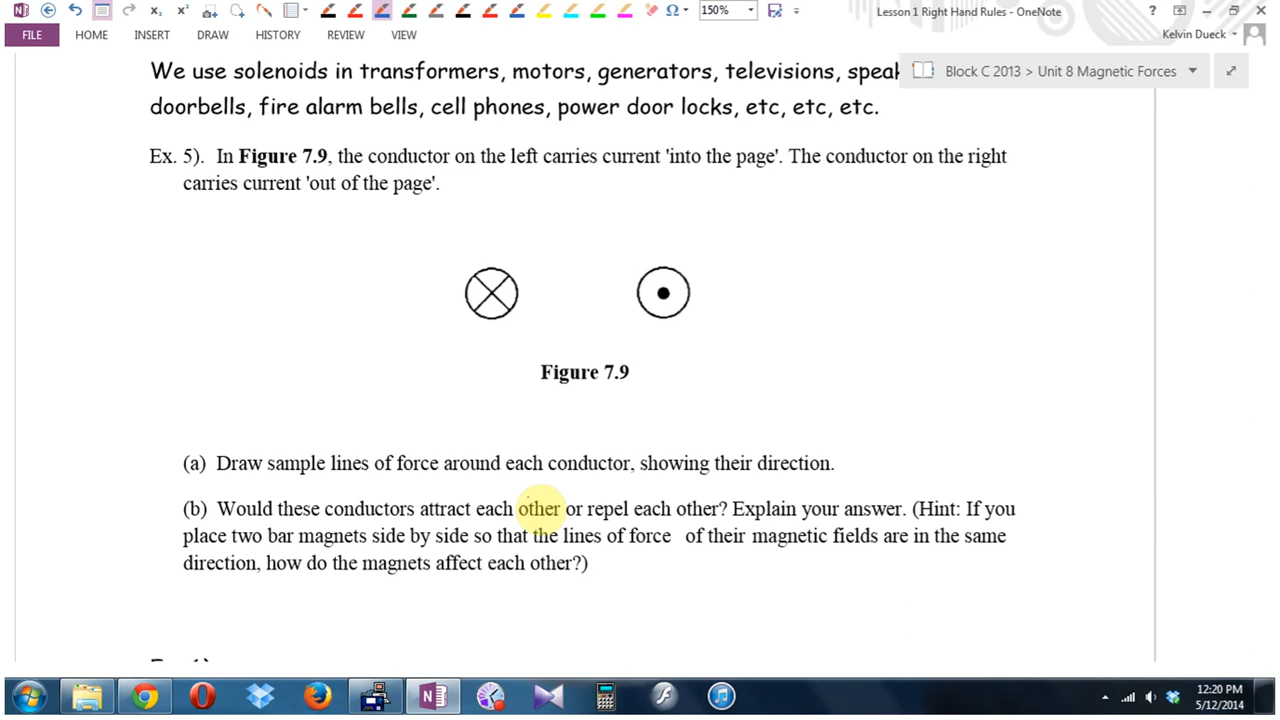 Lesson 1 Right Hand Rules - OneNote
150%
FILE HOME INSERT DRAW HISTORY REVIEW VIEW
Kelvin Dueck
Block C 2013 > Unit 8 Magnetic Forces
We use solenoids in transformers, motors, generators, televisions,
doorbells, fire alarm bells, cell phones, power door locks, etc, etc, etc.
Ex. 5). In Figure 7.9, the conductor on the left carries current 'into the page'. The conductor on the right
carries current 'out of the page'.
Figure 7.9
(a) Draw sample lines of force around each conductor, showing their direction.
(b) Would these conductors attract each other or repel each other? Explain your answer. (Hint: If you
place two bar magnets side by side so that the lines of force of their magnetic fields are in the same
direction, how do the magnets affect each other?)
12:20 PM
5/12/2014